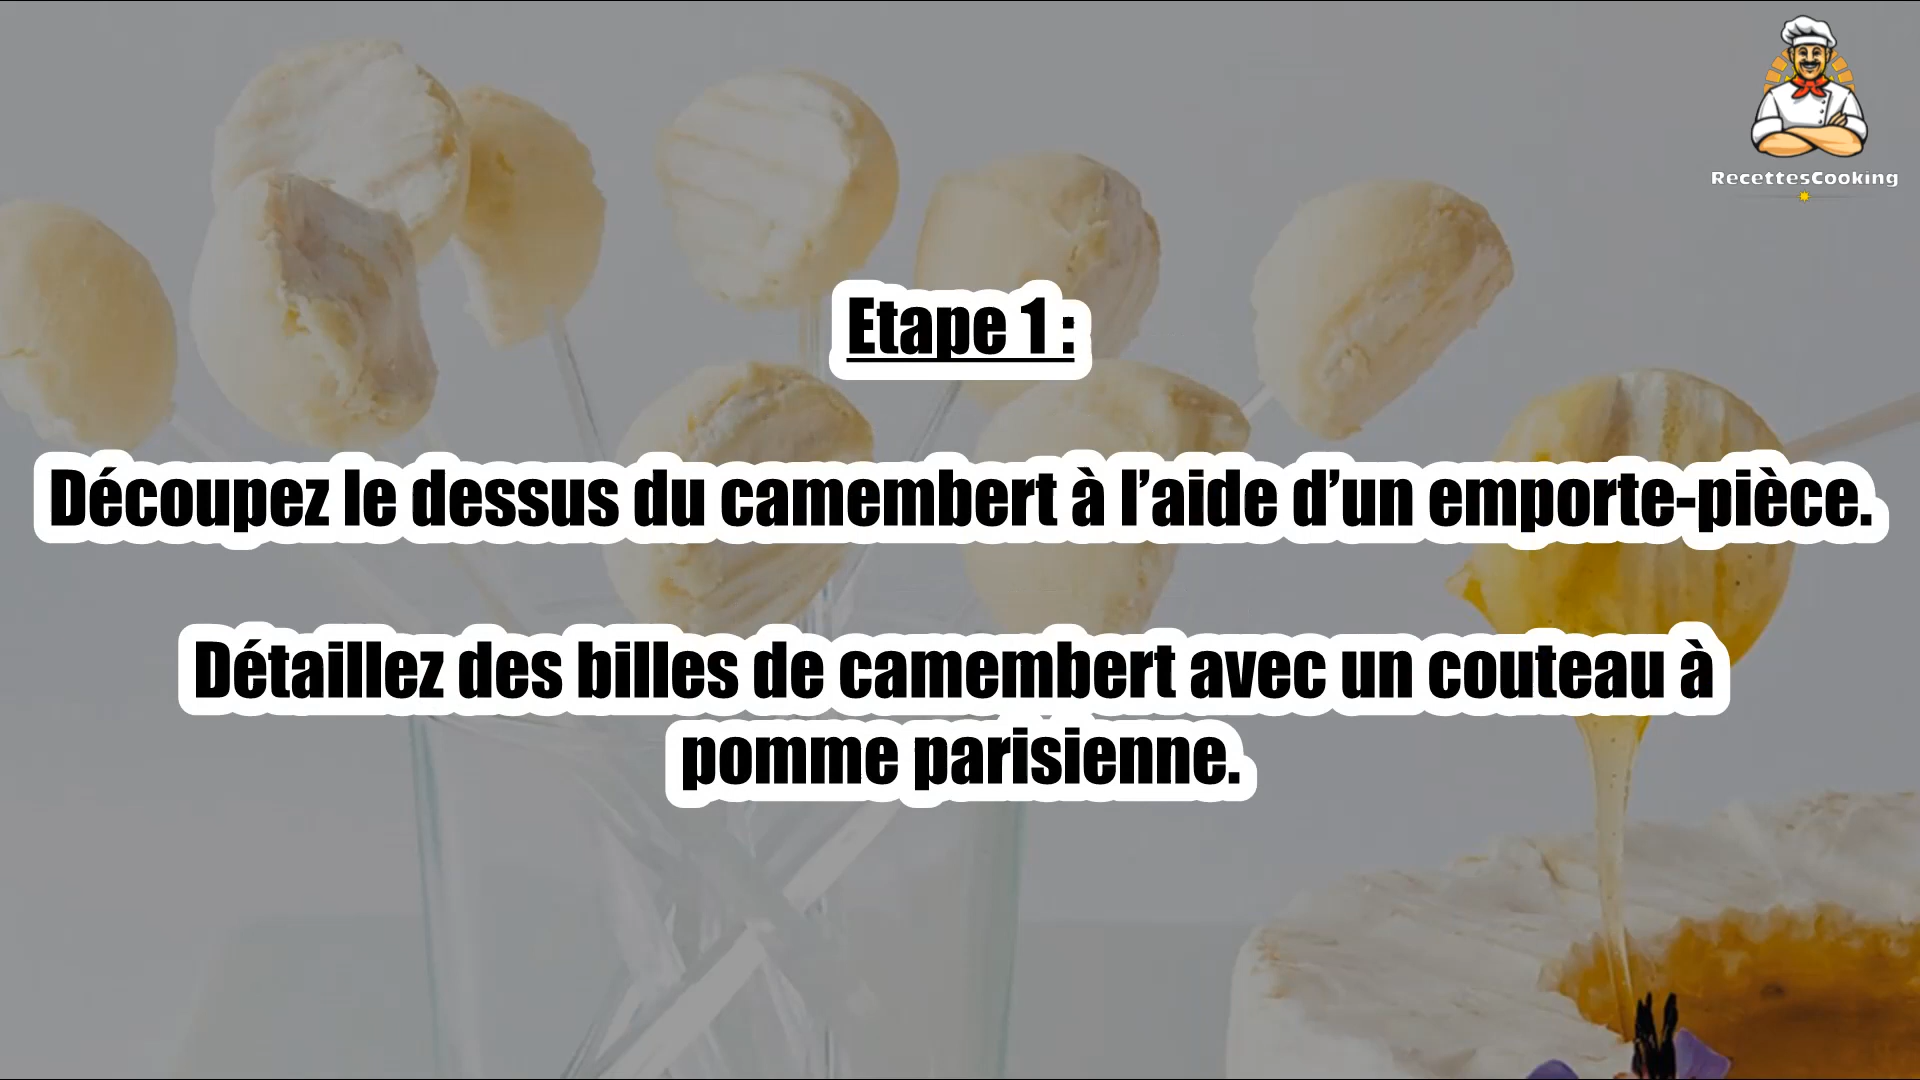 RecettesCooking
Etape 1 :
Découpez le dessus du camembert à l’aide d’un emporte-pièce.
Détaillez des billes de camembert avec un couteau à
pomme parisienne.